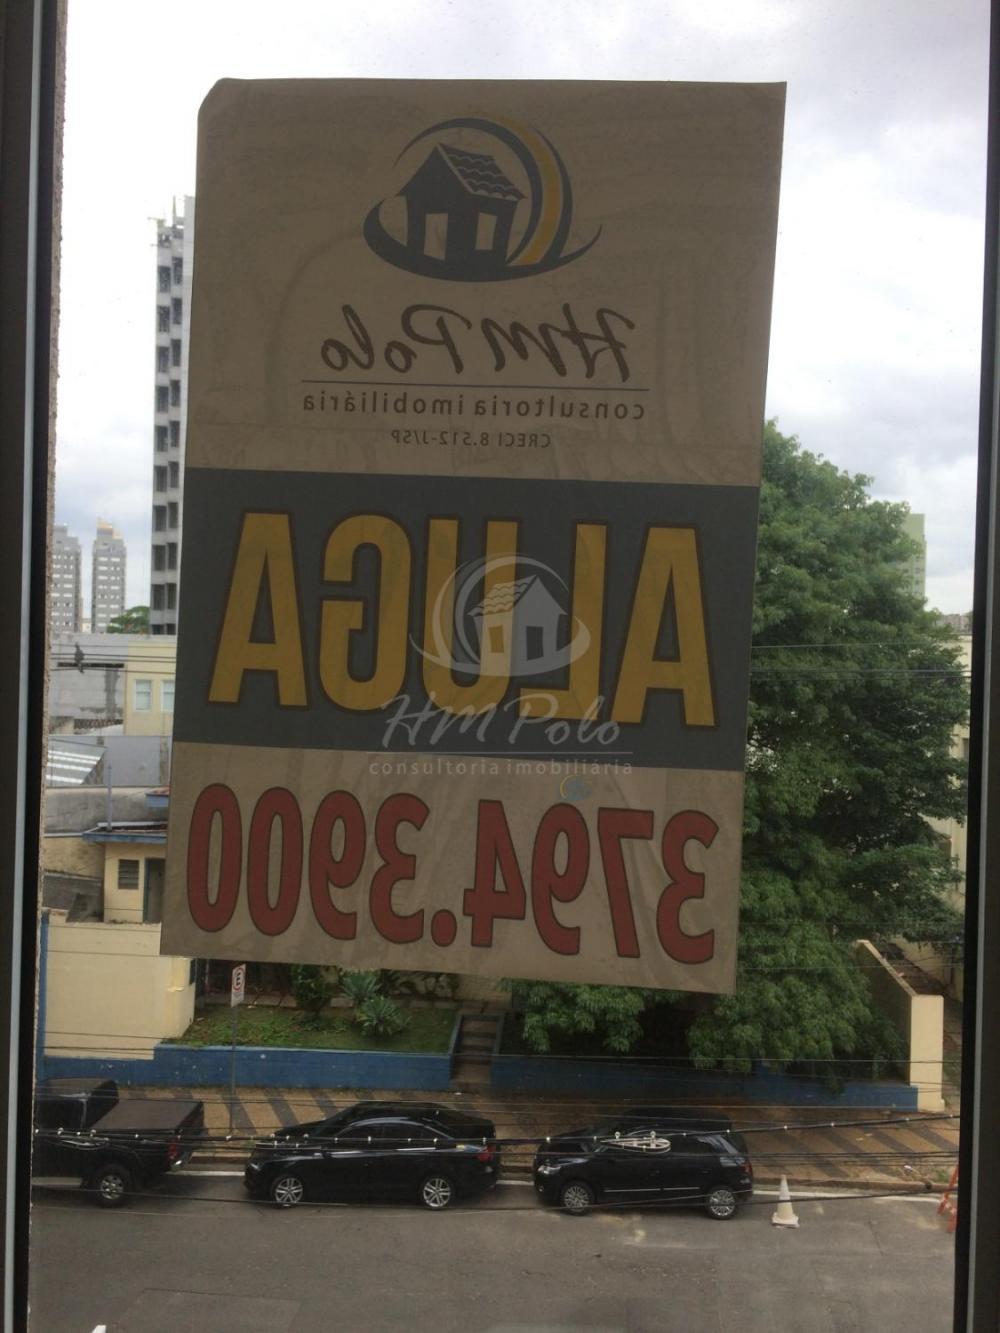 HM Polo
consultoria imobiliária
CRECI 8.512-J/SP
ALUGA
HM Polo
consultoria imobiliária
3794.3900
E